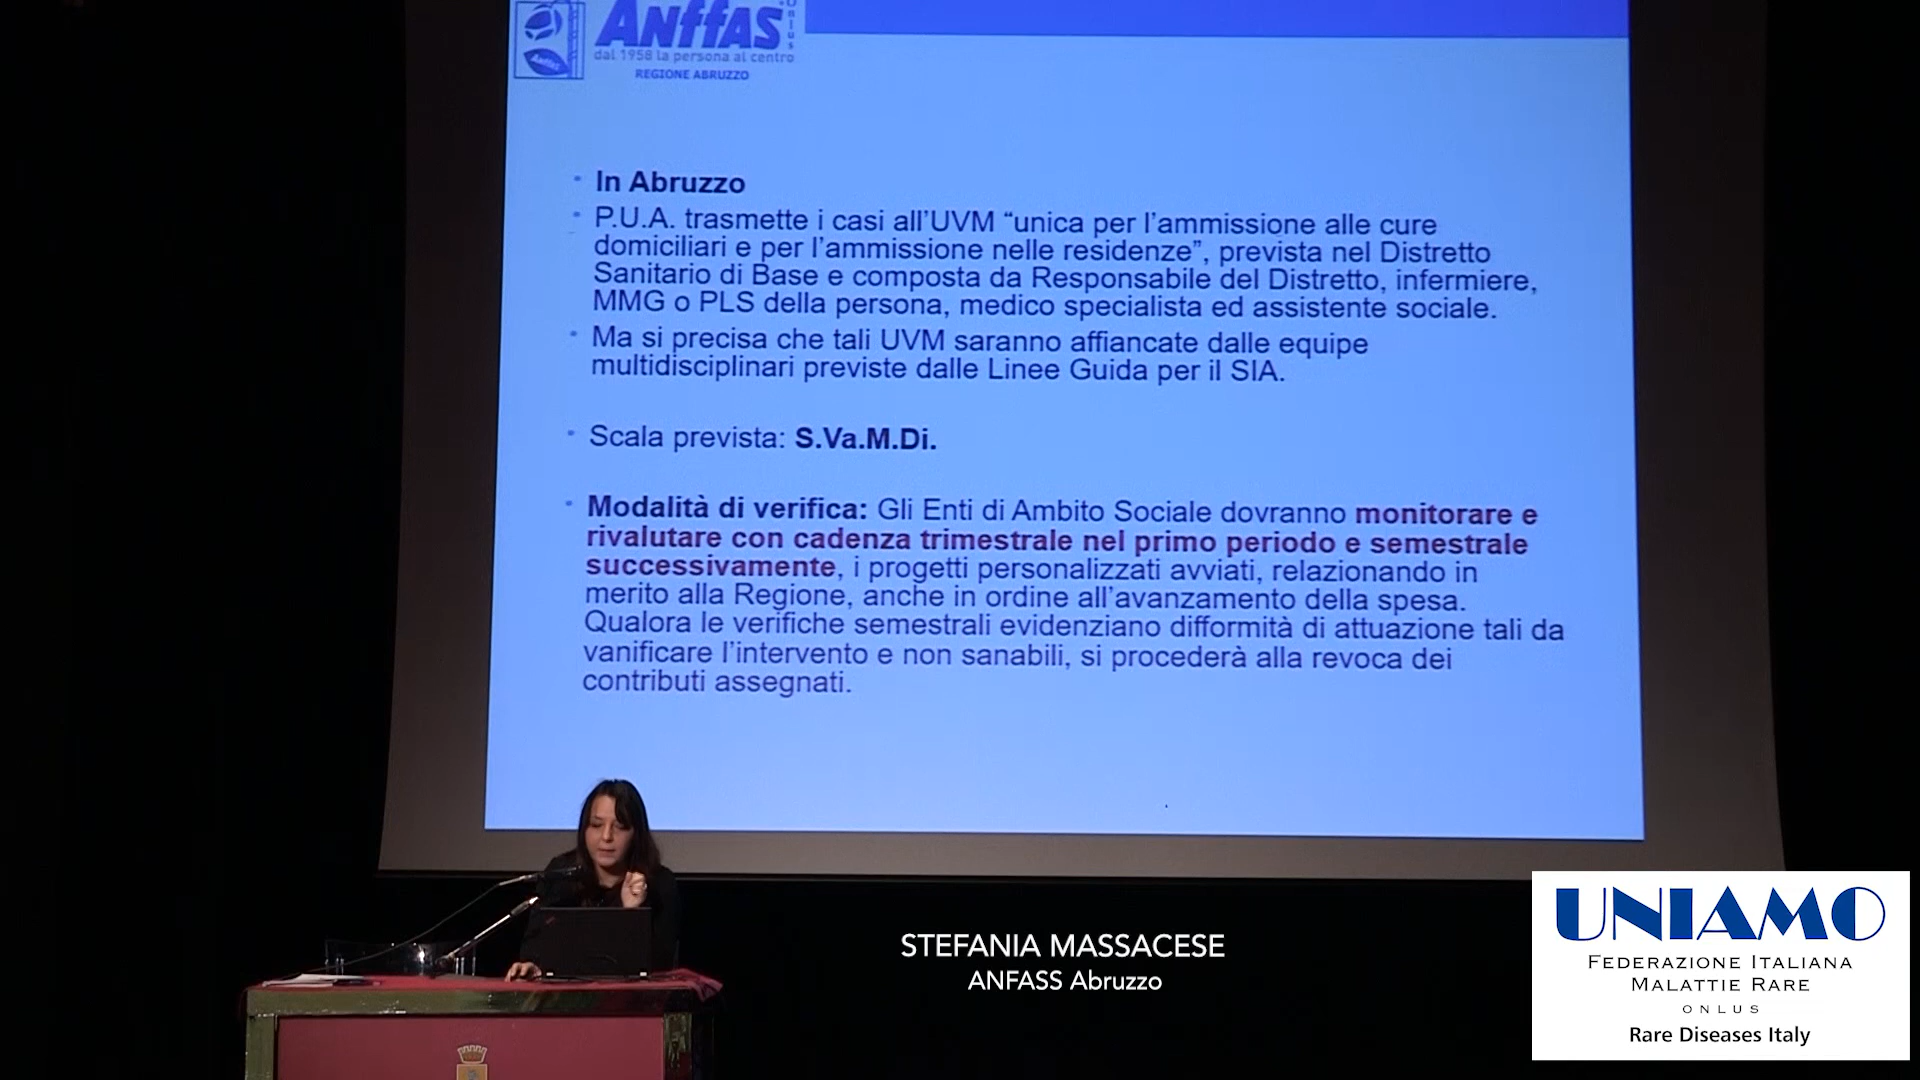 ANffAS
Onlus
Anffas
dal 1958 la persona al centro
REGIONE ABRUZZO
In Abruzzo
P.U.A. trasmette i casi all’UVM “unica per l’ammissione alle cure
domiciliari e per l’ammissione nelle residenze”, prevista nel Distretto
Sanitario di Base e composta da Responsabile del Distretto, infermiere,
MMG o PLS della persona, medico specialista ed assistente sociale.
Ma si precisa che tali UVM saranno affiancate dalle equipe
multidisciplinari previste dalle Linee Guida per il SIA.
Scala prevista: S.Va.M.Di.
Modalità di verifica: Gli Enti di Ambito Sociale dovranno monitorare e
rivalutare con cadenza trimestrale nel primo periodo e semestrale
successivamente, i progetti personalizzati avviati, relazionando in
merito alla Regione, anche in ordine all’avanzamento della spesa.
Qualora le verifiche semestrali evidenziano difformità di attuazione tali da
vanificare l’intervento e non sanabili, si procederà alla revoca dei
contributi assegnati.
STEFANIA MASSACESE
ANFASS Abruzzo
UNIAMO
FEDERAZIONE ITALIANA
MALATTIE RARE
ONLUS
Rare Diseases Italy